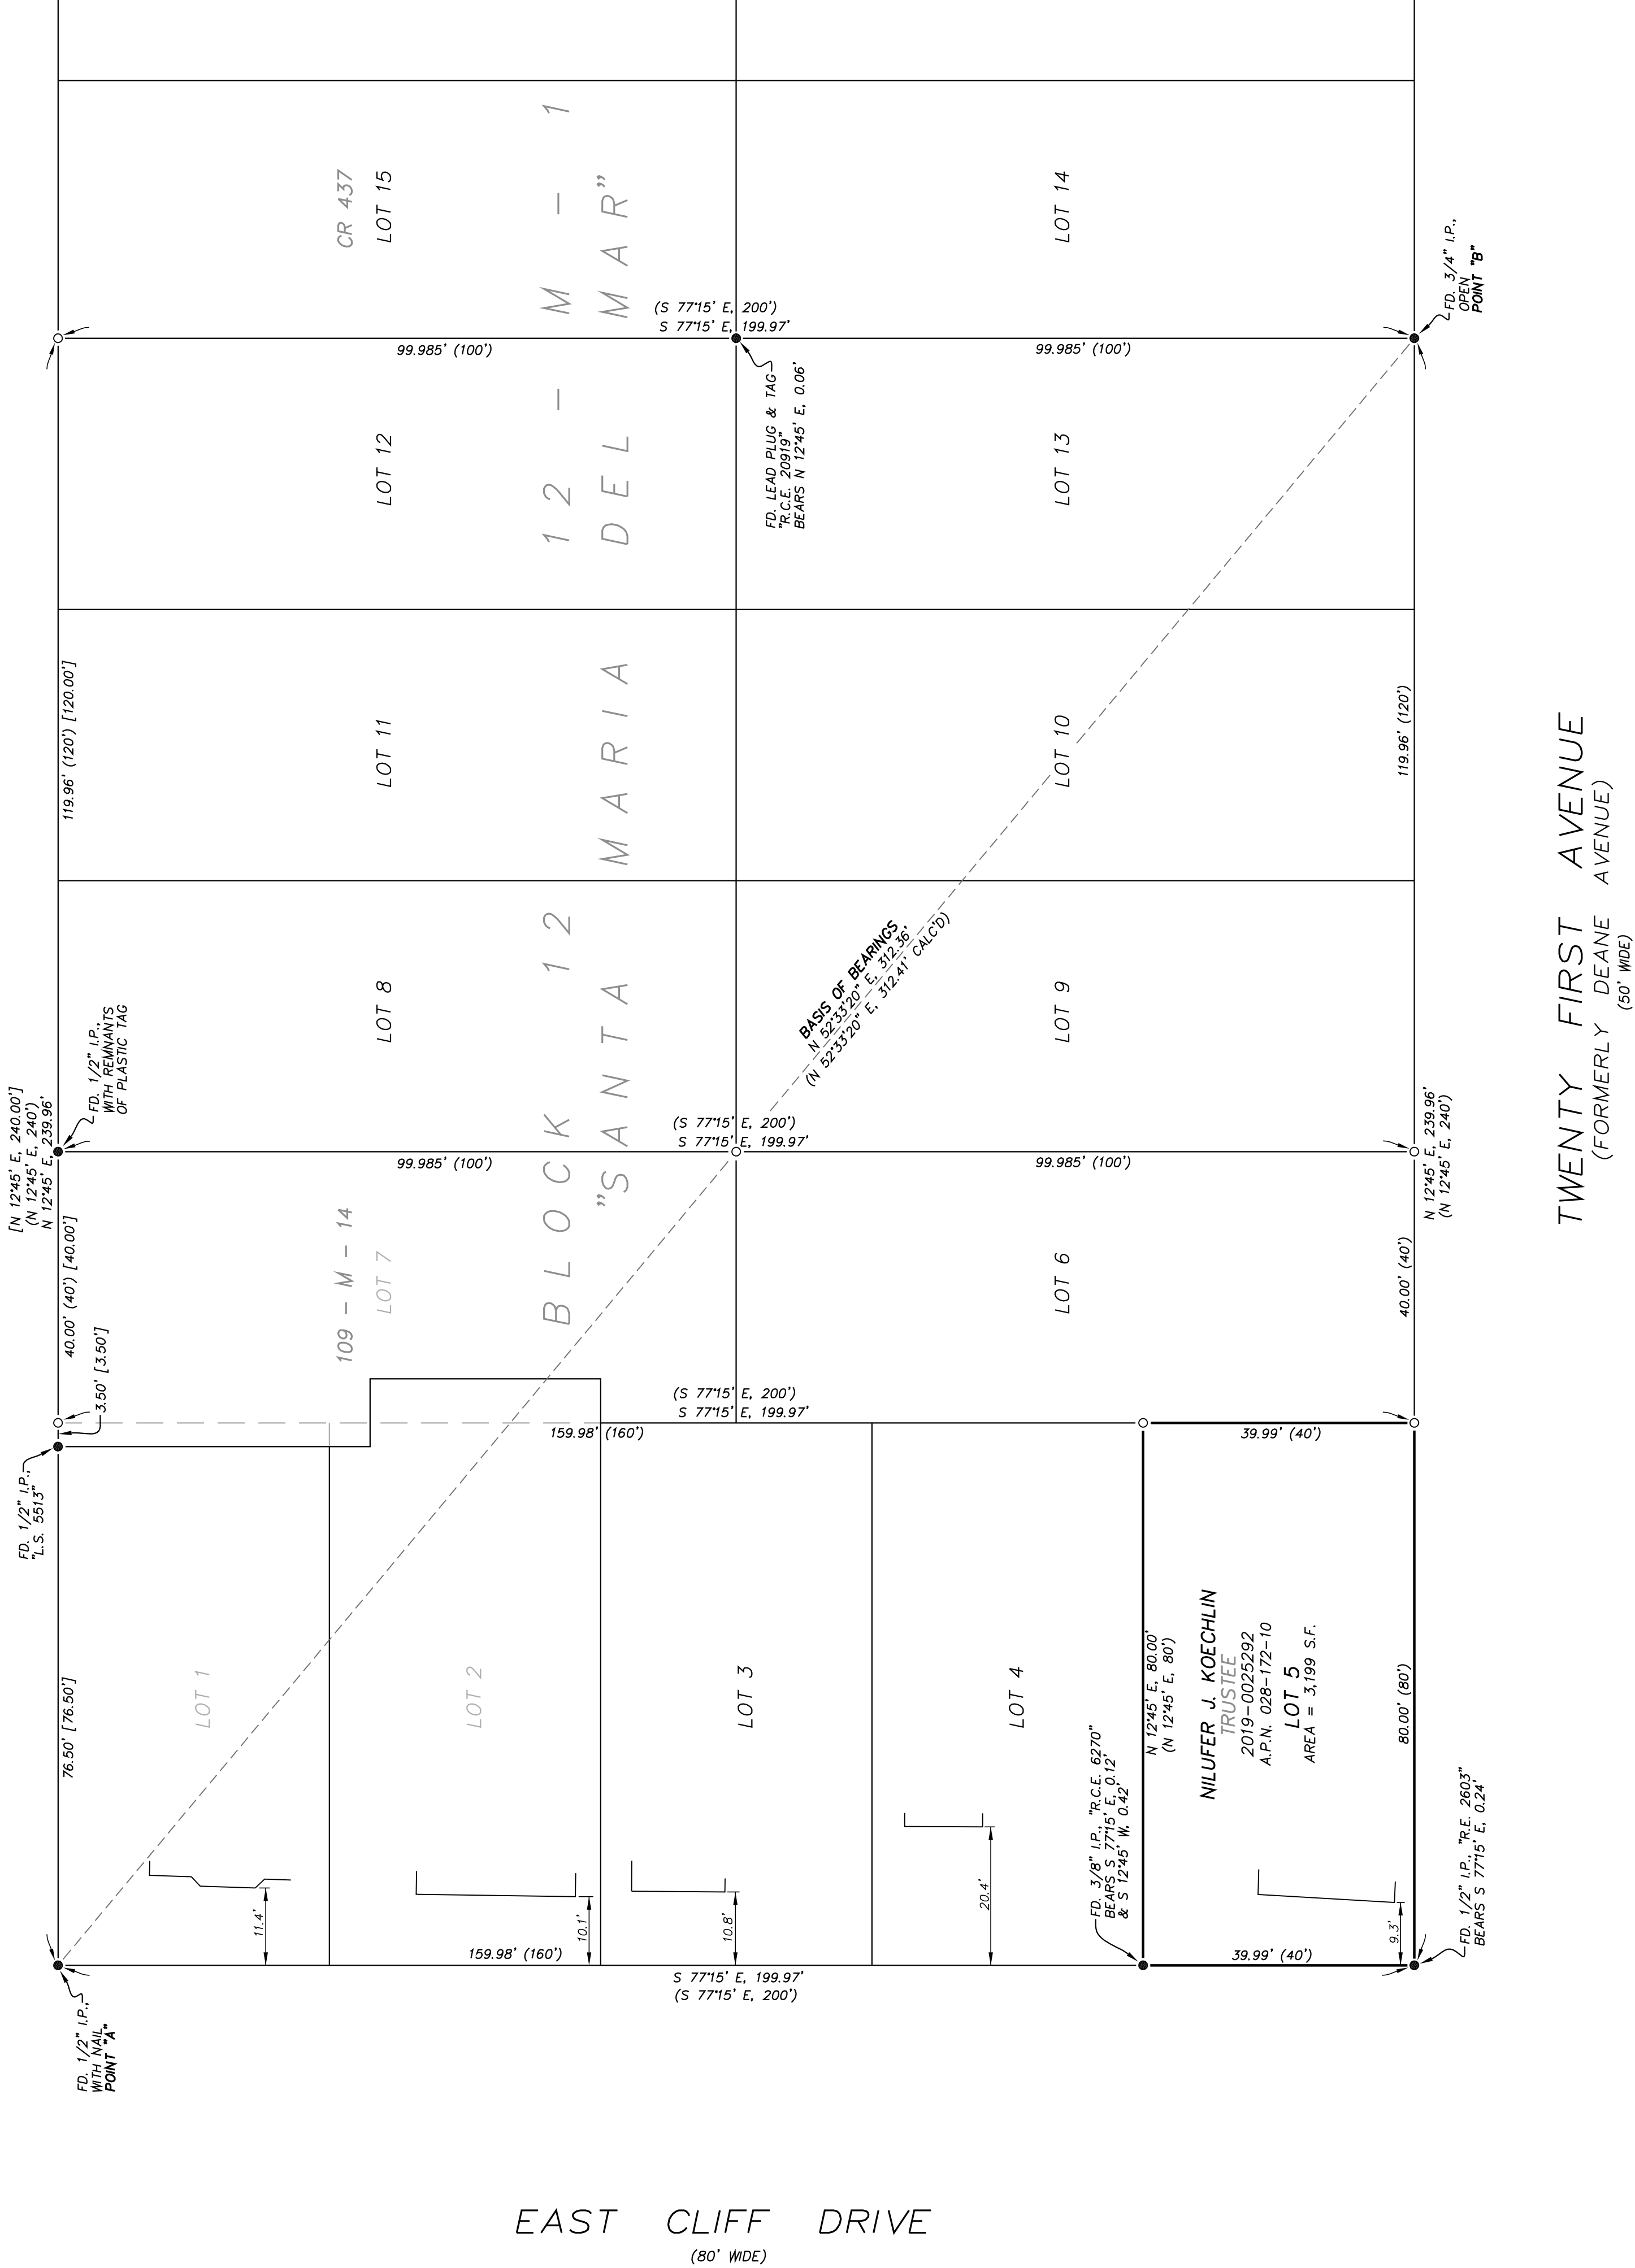 CR 437
LOT 15
LOT 14
12 - M - 1
FD. 3/4" I.P.,
OPEN
POINT "B"
(S 77°15' E, 200')
S 77°15' E, 199.97'
99.985' (100')
99.985' (100')
FD. LEAD PLUG & TAG
"R.C.E. 20919"
BEARS N 12°45' E, 0.06'
LOT 12
LOT 13
119.96' (120') [120.00']
LOT 11
LOT 10
119.96' (120')
BLOCK 12
"SANTA MARIA DEL MAR"
BASIS OF BEARINGS
N 52°33'20" E, 312.36'
(N 52°33'20" E, 312.41' CALC'D)
LOT 8
LOT 9
FD. 1/2" I.P.,
WITH REMNANTS
OF PLASTIC TAG
[N 12°45' E, 240.00']
(N 12°45' E, 240')
N 12°45' E, 239.96'
(S 77°15' E, 200')
S 77°15' E, 199.97'
99.985' (100')
99.985' (100')
N 12°45' E, 239.96'
(N 12°45' E, 240')
TWENTY FIRST AVENUE
(FORMERLY DEANE AVENUE)
(50' WIDE)
109 - M - 14
LOT 7
LOT 6
40.00' (40') [40.00']
3.50' [3.50']
40.00' (40')
(S 77°15' E, 200')
S 77°15' E, 199.97'
159.98' (160')
39.99' (40')
FD. 1/2" I.P.,
"L.S. 5513"
76.50' [76.50']
LOT 1
LOT 2
LOT 3
LOT 4
N 12°45' E, 80.00'
(N 12°45' E, 80')
NILUFER J. KOECHLIN
TRUSTEE
2019-0025292
A.P.N. 028-172-10
LOT 5
AREA = 3,199 S.F.
80.00' (80')
FD. 3/8" I.P., "R.C.E. 6270"
BEARS S 77°15' E, 0.12'
& S 12°45' W, 0.42'
FD. 1/2" I.P., "R.E. 2603"
BEARS S 77°15' E, 0.24'
11.4'
10.1'
10.8'
20.4'
9.3'
159.98' (160')
39.99' (40')
S 77°15' E, 199.97'
(S 77°15' E, 200')
FD. 1/2" I.P.,
WITH NAIL
POINT "A"
EAST CLIFF DRIVE
(80' WIDE)